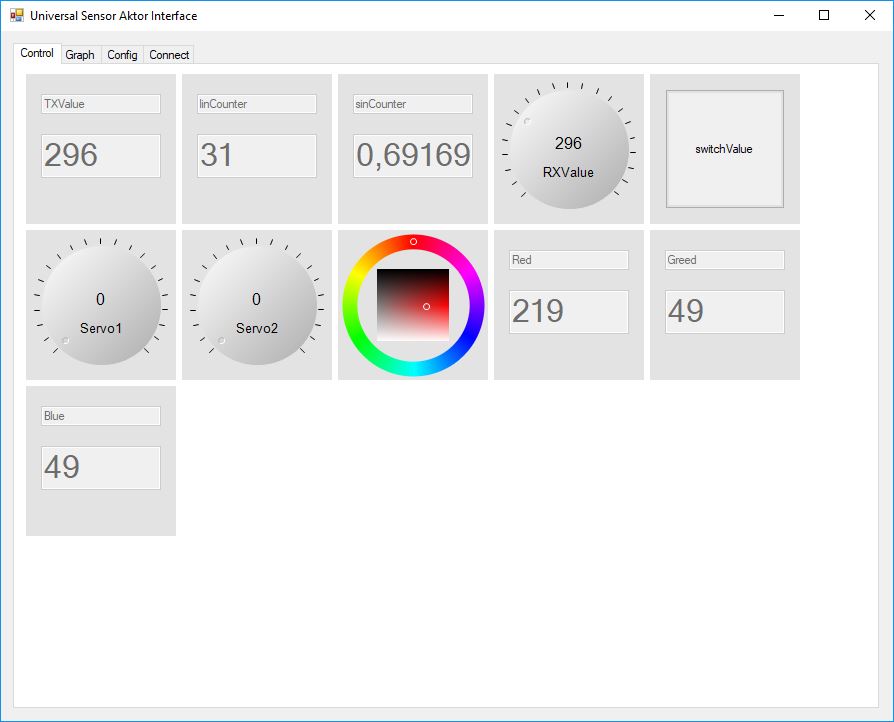 Universal Sensor Aktor Interface
Control Graph Config Connect
TXValue
296
linCounter
31
sinCounter
0,69169
296
RXValue
switchValue
0
Servo1
0
Servo2
Red
219
Greed
49
Blue
49